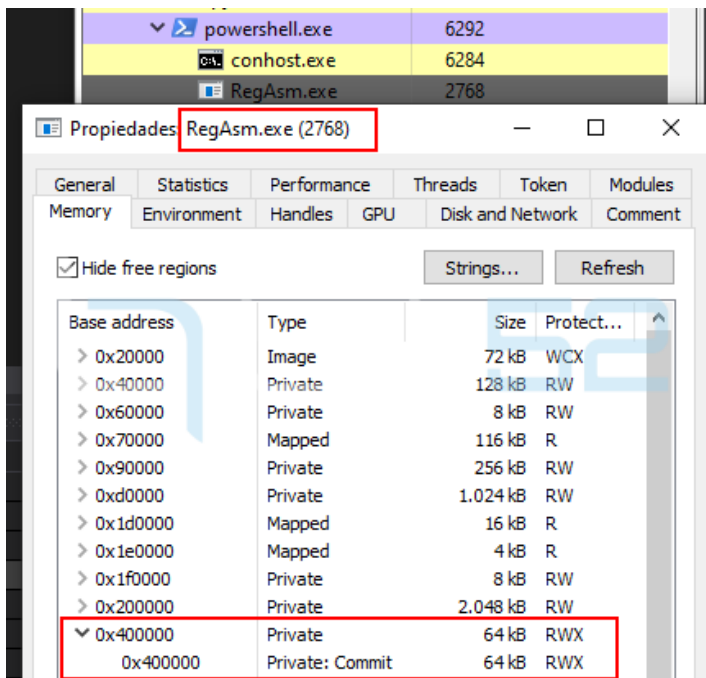 powershell.exe 6292
conhost.exe 6284
RegAsm.exe 2768
Propiedades: RegAsm.exe (2768)
General Statistics Performance Threads Token Modules
Memory Environment Handles GPU Disk and Network Comment
Hide free regions Strings... Refresh
Base address Type Size Protect...
0x20000 Image 72 kB WCX
0x40000 Private 128 kB RW
0x60000 Private 8 kB RW
0x70000 Mapped 116 kB R
0x90000 Private 256 kB RW
0xd0000 Private 1.024 kB RW
0x1d0000 Mapped 16 kB R
0x1e0000 Mapped 4 kB R
0x1f0000 Private 8 kB RW
0x200000 Private 2.048 kB RW
0x400000 Private 64 kB RWX
0x400000 Private: Commit 64 kB RWX